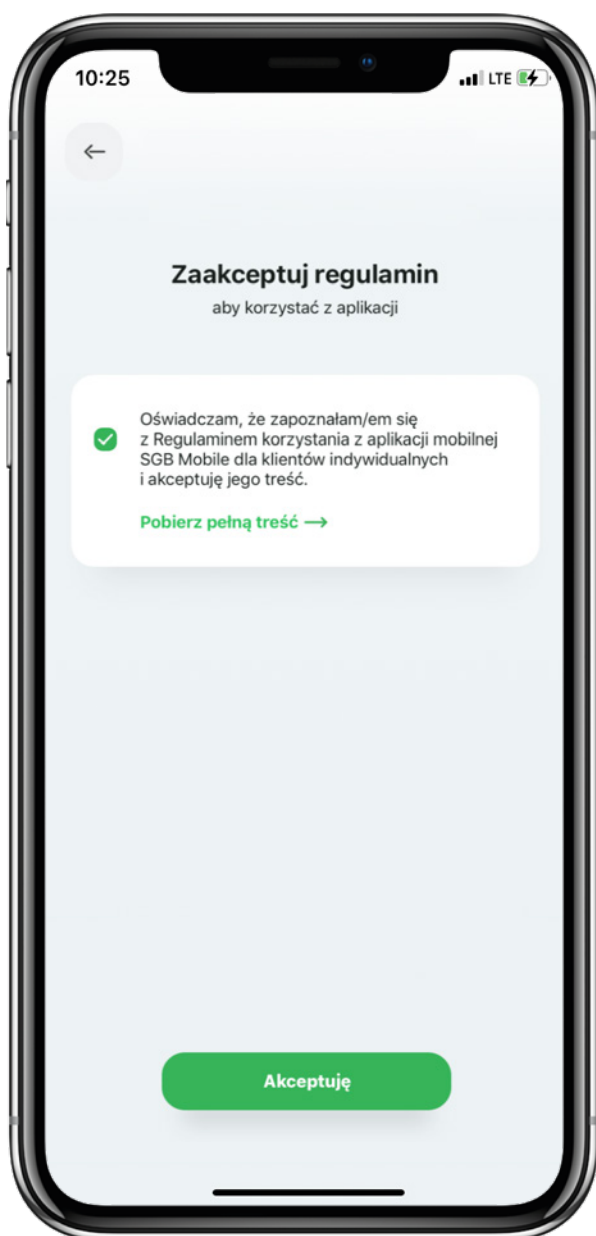 10:25
LTE
Zaakceptuj regulamin
aby korzystać z aplikacji
Oświadczam, że zapoznałam/em się
z Regulaminem korzystania z aplikacji mobilnej
SGB Mobile dla klientów indywidualnych
i akceptuję jego treść.
Pobierz pełną treść →
Akceptuję